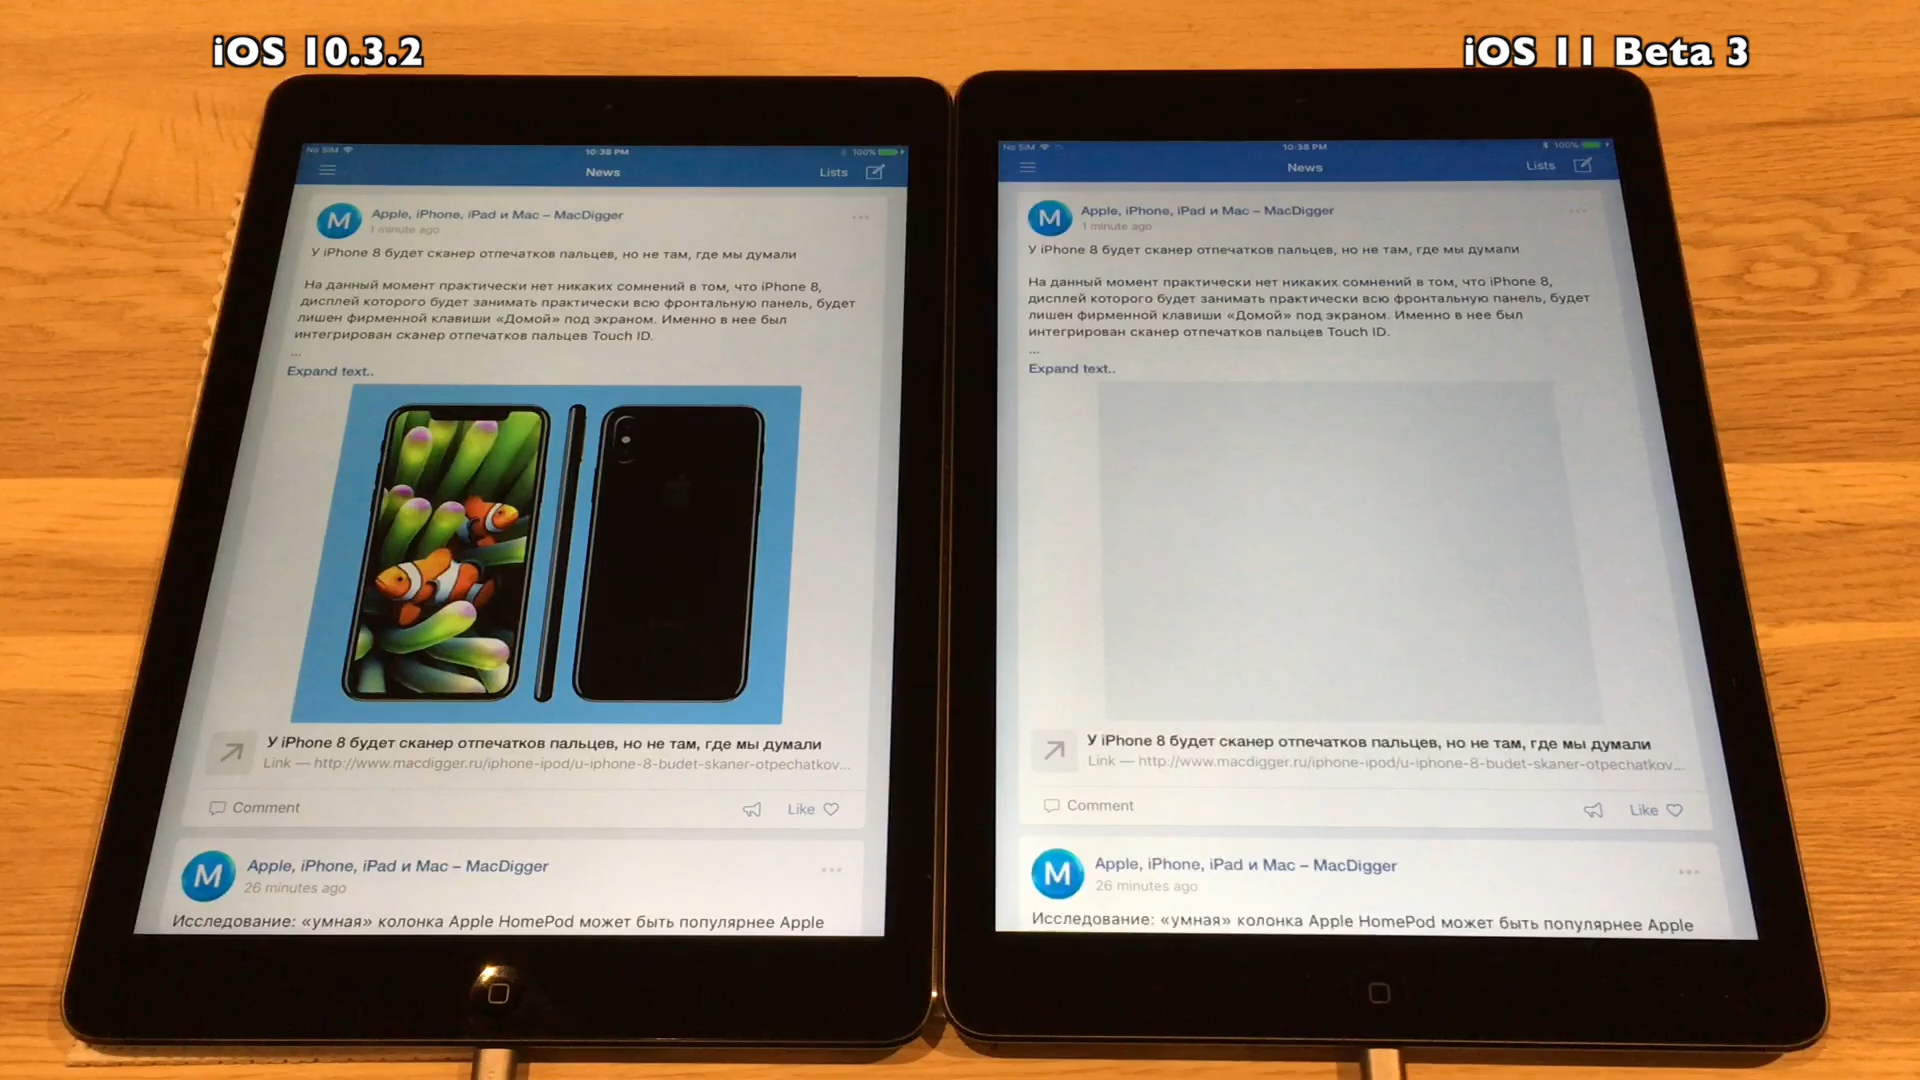 iOS 10.3.2
iOS 11 Beta 3
No SIM
10:38 PM
100%
News
Lists
M
Apple, iPhone, iPad и Mac – MacDigger
1 minute ago
У iPhone 8 будет сканер отпечатков пальцев, но не там, где мы думали
На данный момент практически нет никаких сомнений в том, что iPhone 8,
дисплей которого будет занимать практически всю фронтальную панель, будет
лишен фирменной клавиши «Домой» под экраном. Именно в нее был
интегрирован сканер отпечатков пальцев Touch ID.
...
Expand text..
У iPhone 8 будет сканер отпечатков пальцев, но не там, где мы думали
Link — http://www.macdigger.ru/iphone-ipod/u-iphone-8-budet-skaner-otpechatkov...
Comment
Like
M
Apple, iPhone, iPad и Mac – MacDigger
26 minutes ago
Исследование: «умная» колонка Apple HomePod может быть популярнее Apple
No SIM
10:38 PM
100%
News
Lists
M
Apple, iPhone, iPad и Mac – MacDigger
1 minute ago
У iPhone 8 будет сканер отпечатков пальцев, но не там, где мы думали
На данный момент практически нет никаких сомнений в том, что iPhone 8,
дисплей которого будет занимать практически всю фронтальную панель, будет
лишен фирменной клавиши «Домой» под экраном. Именно в нее был
интегрирован сканер отпечатков пальцев Touch ID.
...
Expand text..
У iPhone 8 будет сканер отпечатков пальцев, но не там, где мы думали
Link — http://www.macdigger.ru/iphone-ipod/u-iphone-8-budet-skaner-otpechatkov...
Comment
Like
M
Apple, iPhone, iPad и Mac – MacDigger
26 minutes ago
Исследование: «умная» колонка Apple HomePod может быть популярнее Apple